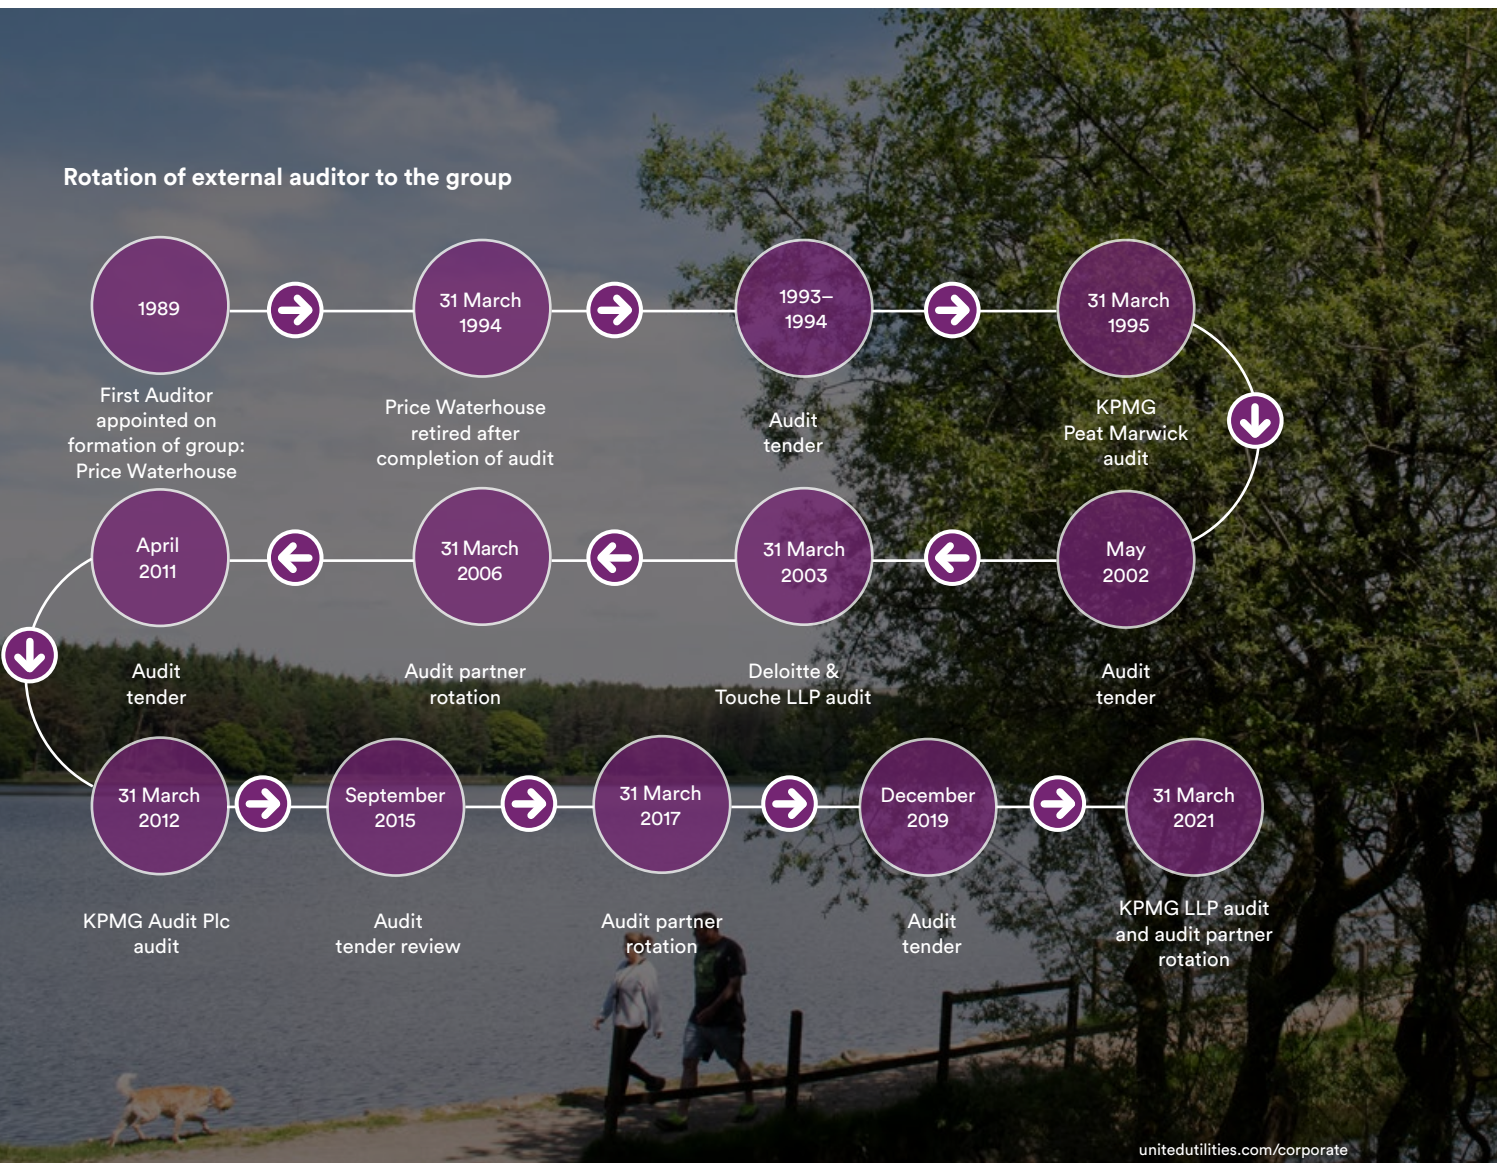 Rotation of external auditor to the group
1989
First Auditor
appointed on
formation of group:
Price Waterhouse
31 March
1994
Price Waterhouse
retired after
completion of audit
1993–
1994
Audit
tender
31 March
1995
KPMG
Peat Marwick
audit
May
2002
Audit
tender
31 March
2003
Deloitte &
Touche LLP audit
31 March
2006
Audit partner
rotation
April
2011
Audit
tender
31 March
2012
KPMG Audit Plc
audit
September
2015
Audit
tender review
31 March
2017
Audit partner
rotation
December
2019
Audit
tender
31 March
2021
KPMG LLP audit
and audit partner
rotation
unitedutilities.com/corporate